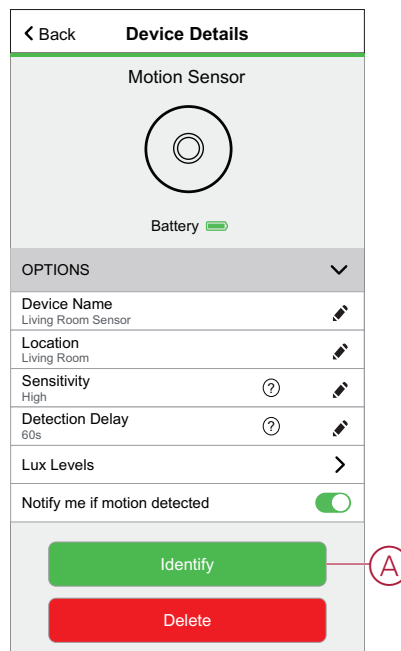 Back Device Details
Motion Sensor
Battery
OPTIONS
Device Name
Living Room Sensor
Location
Living Room
Sensitivity
High
?
Detection Delay
60s
?
Lux Levels
Notify me if motion detected
Identify
A
Delete